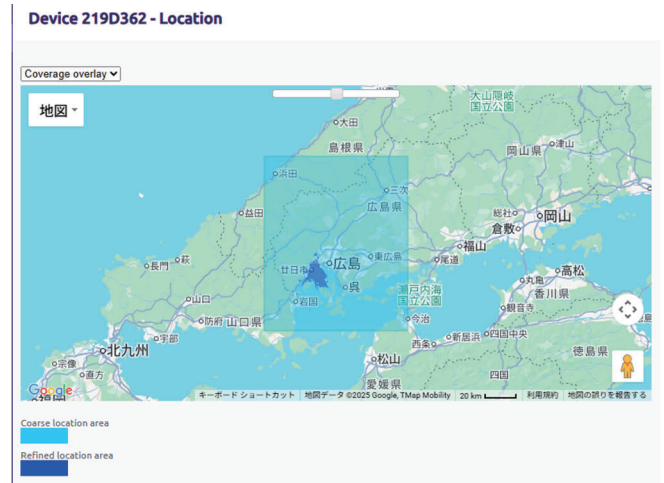 Device 219D362 - Location
Coverage overlay
地図
大山隠岐
国立公園
大田
島根県
津山
岡山県
浜田
三次
益田
広島県
総社
岡山
倉敷
福山
萩
長門
廿日市
広島
東広島
尾道
呉
瀬戸内海
国立公園
丸亀
高松
香川県
岩国
山口
防府
山口県
観音寺
今治
宇部
西条
新居浜
四国中央
北九州
宗像
直方
松山
徳島県
四国
愛媛県
Google
キーボード ショートカット
地図データ ©2025 Google, TMap Mobility
20 km
利用規約
地図の誤りを報告する
Coarse location area
Refined location area